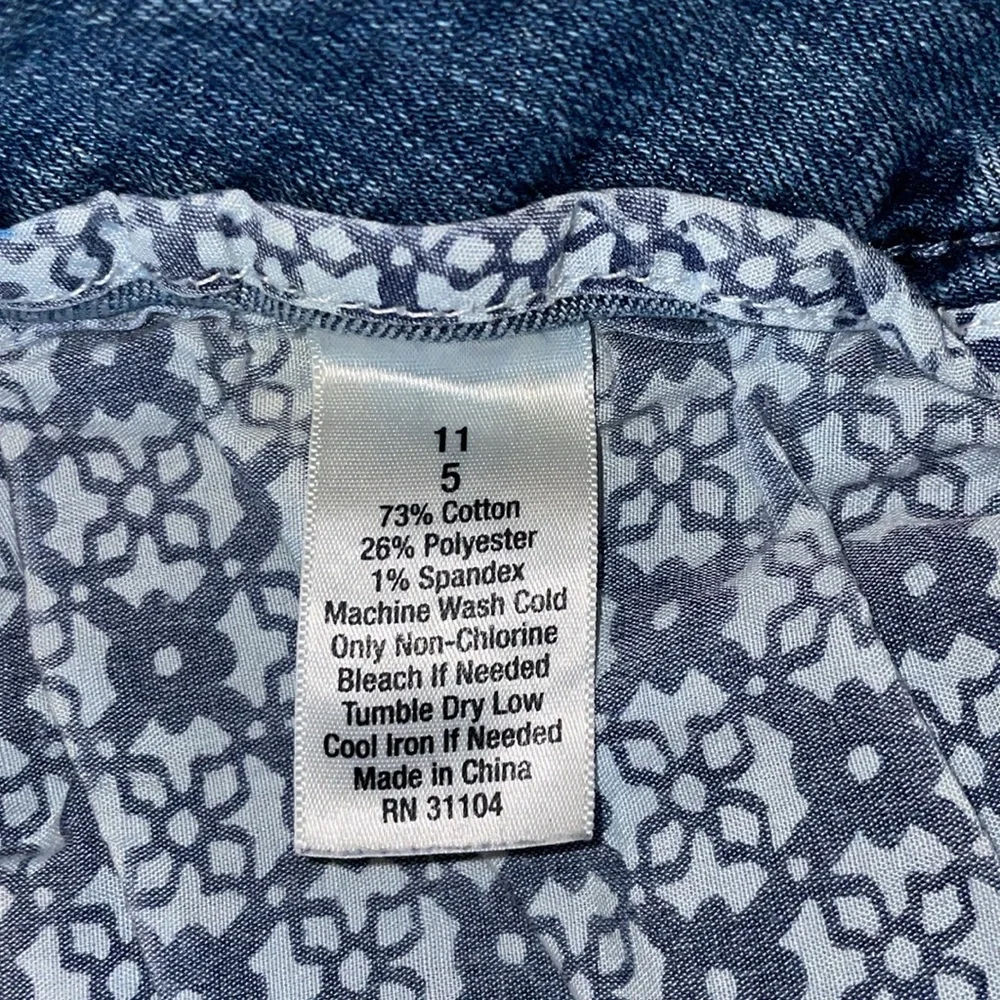 11
5
73% Cotton
26% Polyester
1% Spandex
Machine Wash Cold
Only Non-Chlorine
Bleach If Needed
Tumble Dry Low
Cool Iron If Needed
Made in China
RN 31104